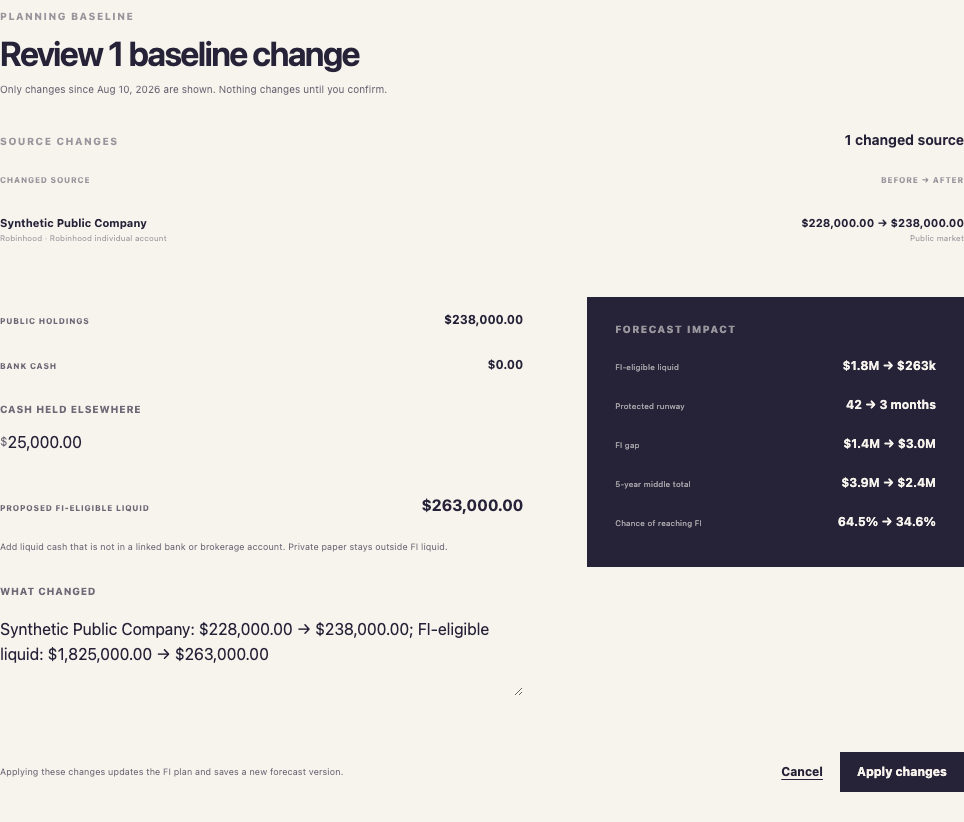 PLANNING BASELINE
Review 1 baseline change
Only changes since Aug 10, 2026 are shown. Nothing changes until you confirm.
SOURCE CHANGES
1 changed source
CHANGED SOURCE
BEFORE → AFTER
Synthetic Public Company
$228,000.00 → $238,000.00
Robinhood · Robinhood individual account
Public market
PUBLIC HOLDINGS
$238,000.00
BANK CASH
$0.00
CASH HELD ELSEWHERE
$25,000.00
PROPOSED FI-ELIGIBLE LIQUID
$263,000.00
Add liquid cash that is not in a linked bank or brokerage account. Private paper stays outside FI liquid.
WHAT CHANGED
Synthetic Public Company: $228,000.00 → $238,000.00; FI-eligible
liquid: $1,825,000.00 → $263,000.00
FORECAST IMPACT
FI-eligible liquid
$1.8M → $263k
Protected runway
42 → 3 months
FI gap
$1.4M → $3.0M
5-year middle total
$3.9M → $2.4M
Chance of reaching FI
64.5% → 34.6%
Applying these changes updates the FI plan and saves a new forecast version.
Cancel
Apply changes